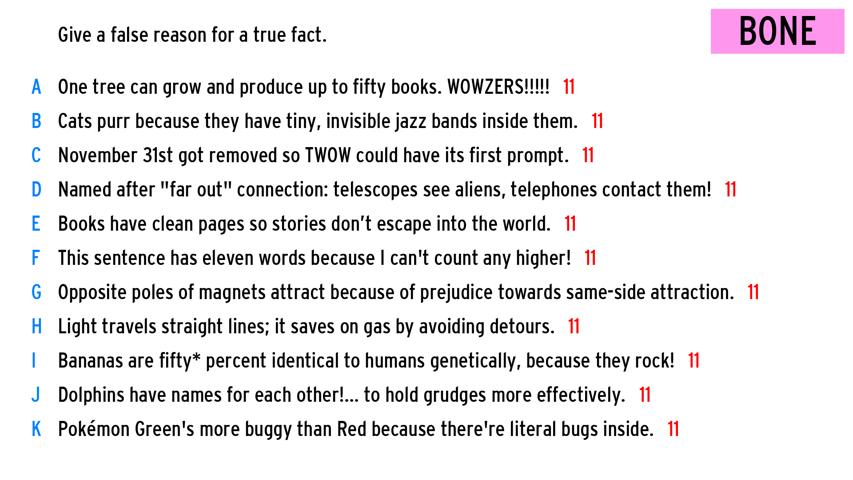 Give a false reason for a true fact.
BONE
A One tree can grow and produce up to fifty books. WOWZERS!!!!! 11
B Cats purr because they have tiny, invisible jazz bands inside them. 11
C November 31st got removed so TWOW could have its first prompt. 11
D Named after "far out" connection: telescopes see aliens, telephones contact them! 11
E Books have clean pages so stories don’t escape into the world. 11
F This sentence has eleven words because I can't count any higher! 11
G Opposite poles of magnets attract because of prejudice towards same-side attraction. 11
H Light travels straight lines; it saves on gas by avoiding detours. 11
I Bananas are fifty* percent identical to humans genetically, because they rock! 11
J Dolphins have names for each other!... to hold grudges more effectively. 11
K Pokémon Green's more buggy than Red because there're literal bugs inside. 11